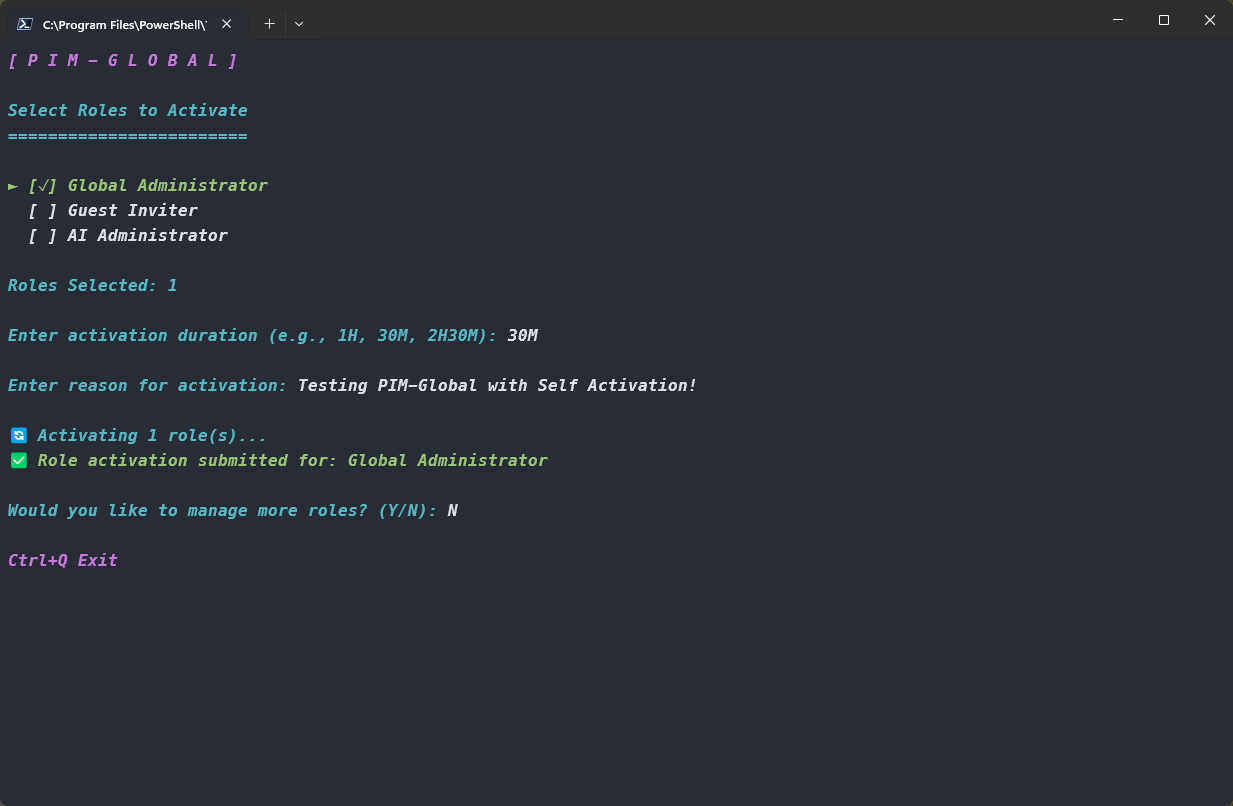 C:\Program Files\PowerShell\
[ P I M - G L O B A L ]
Select Roles to Activate
========================
► [√] Global Administrator
[ ] Guest Inviter
[ ] AI Administrator
Roles Selected: 1
Enter activation duration (e.g., 1H, 30M, 2H30M): 30M
Enter reason for activation: Testing PIM-Global with Self Activation!
🔄 Activating 1 role(s)...
✅ Role activation submitted for: Global Administrator
Would you like to manage more roles? (Y/N): N
Ctrl+Q Exit